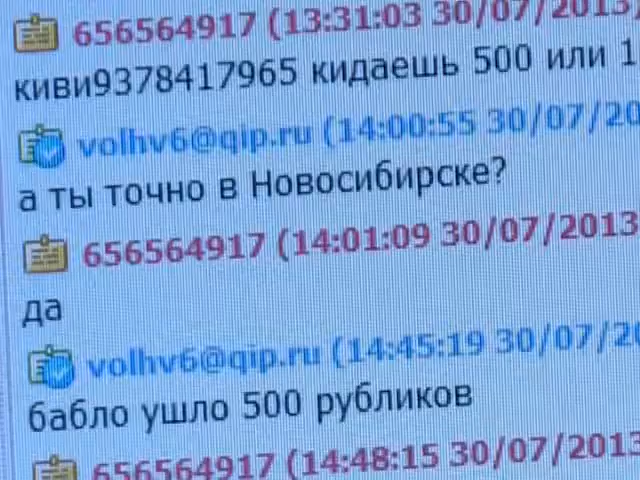 656564917 (13:31:03 30/07/2013
киви9378417965 кидаешь 500 или 1
volhv6@qip.ru (14:00:55 30/07/20
а ты точно в Новосибирске?
656564917 (14:01:09 30/07/2013
да
volhv6@qip.ru (14:45:19 30/07/20
бабло ушло 500 рубликов
656564917 (14:48:15 30/07/2013